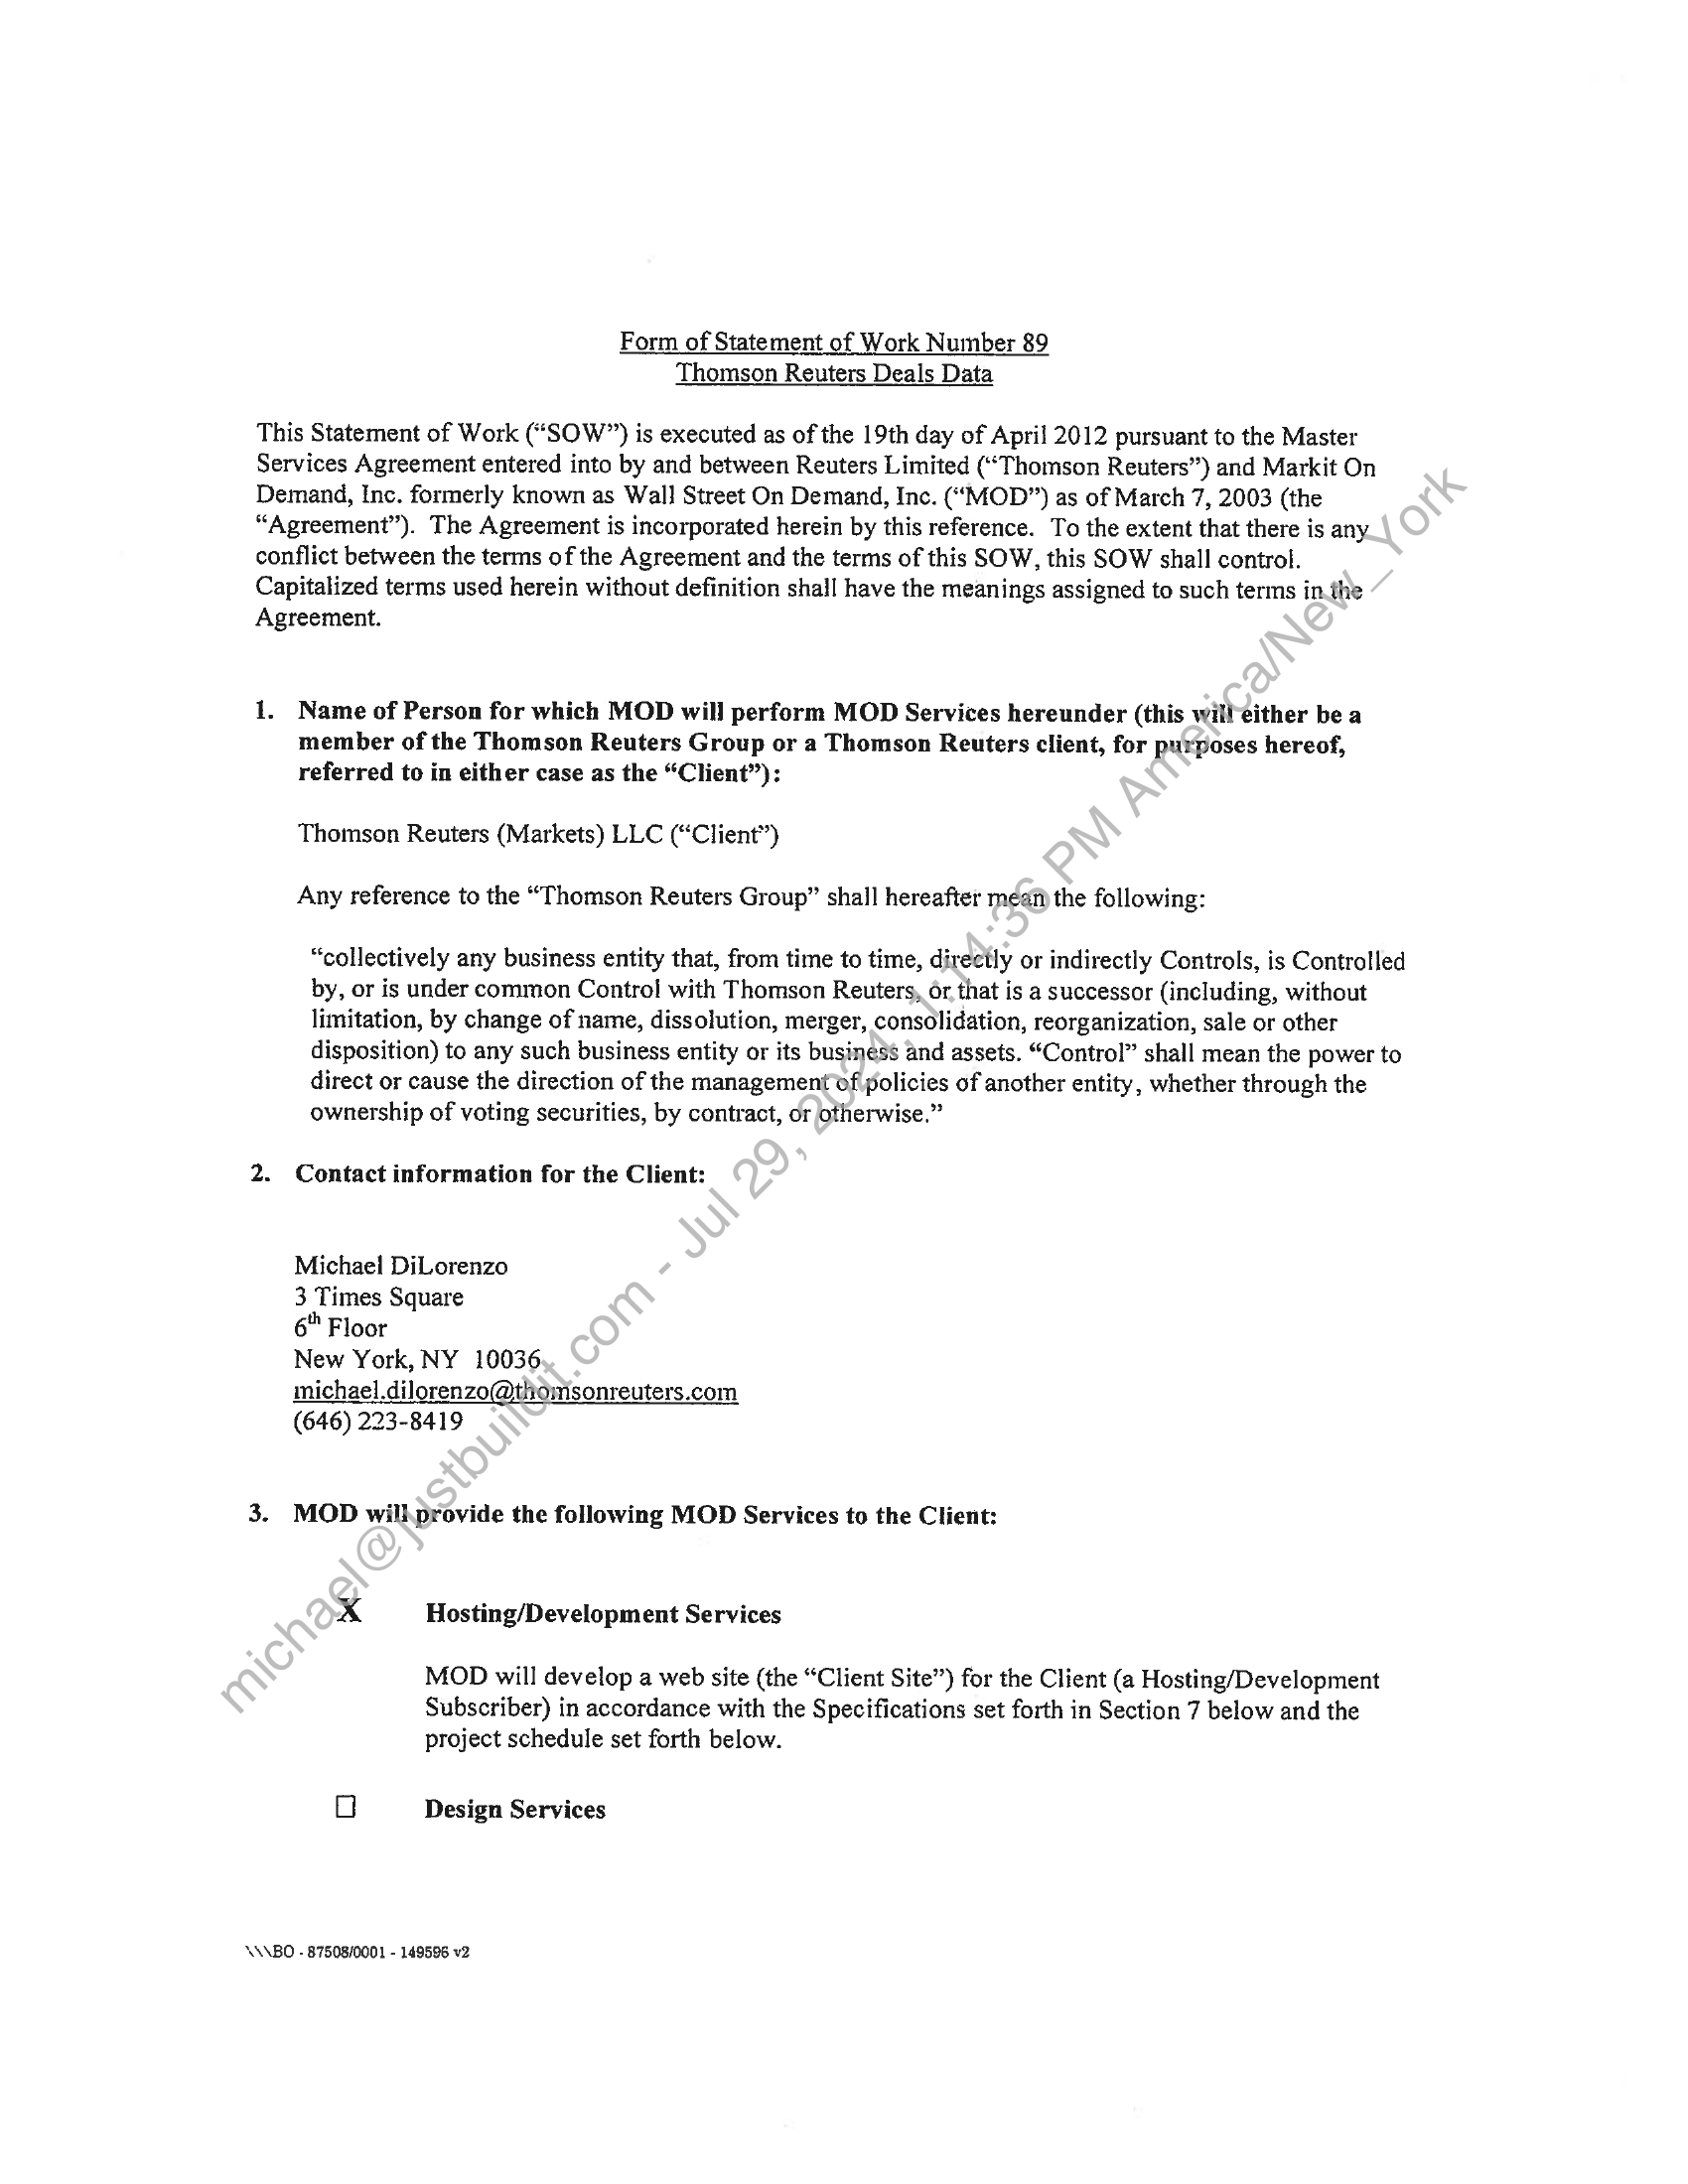 Form of Statement of Work Number 89
Thomson Reuters Deals Data
This Statement of Work (“SOW”) is executed as of the 19th day of April 2012 pursuant to the Master
Services Agreement entered into by and between Reuters Limited (“Thomson Reuters”) and Markit On
Demand, Inc. formerly known as Wall Street On Demand, Inc. (“MOD”) as of March 7, 2003 (the
“Agreement”). The Agreement is incorporated herein by this reference. To the extent that there is any
conflict between the terms of the Agreement and the terms of this SOW, this SOW shall control.
Capitalized terms used herein without definition shall have the meanings assigned to such terms in the
Agreement.
1. Name of Person for which MOD will perform MOD Services hereunder (this will either be a
member of the Thomson Reuters Group or a Thomson Reuters client, for purposes hereof,
referred to in either case as the “Client”):
Thomson Reuters (Markets) LLC (“Client”)
Any reference to the “Thomson Reuters Group” shall hereafter mean the following:
“collectively any business entity that, from time to time, directly or indirectly Controls, is Controlled
by, or is under common Control with Thomson Reuters, or that is a successor (including, without
limitation, by change of name, dissolution, merger, consolidation, reorganization, sale or other
disposition) to any such business entity or its business and assets. “Control” shall mean the power to
direct or cause the direction of the management of policies of another entity, whether through the
ownership of voting securities, by contract, or otherwise.”
2. Contact information for the Client:
Michael DiLorenzo
3 Times Square
6th Floor
New York, NY 10036
michael.dilorenzo@thomsonreuters.com
(646) 223-8419
3. MOD will provide the following MOD Services to the Client:
X Hosting/Development Services
MOD will develop a web site (the “Client Site”) for the Client (a Hosting/Development
Subscriber) in accordance with the Specifications set forth in Section 7 below and the
project schedule set forth below.
☐ Design Services
\\\BO - 87508/0001 - 149596 v2
michael@justbuildit.com - Jul 29, 2024, 1:14:36 PM America/New_York